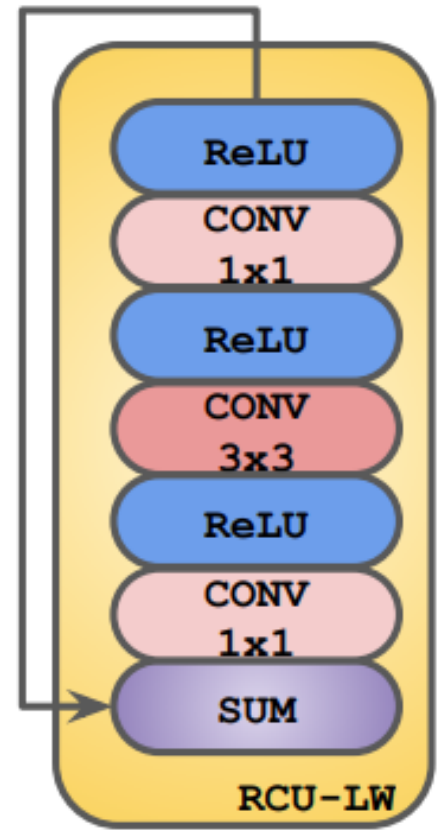 ReLU
CONV
1x1
ReLU
CONV
3x3
ReLU
CONV
1x1
SUM
RCU-LW